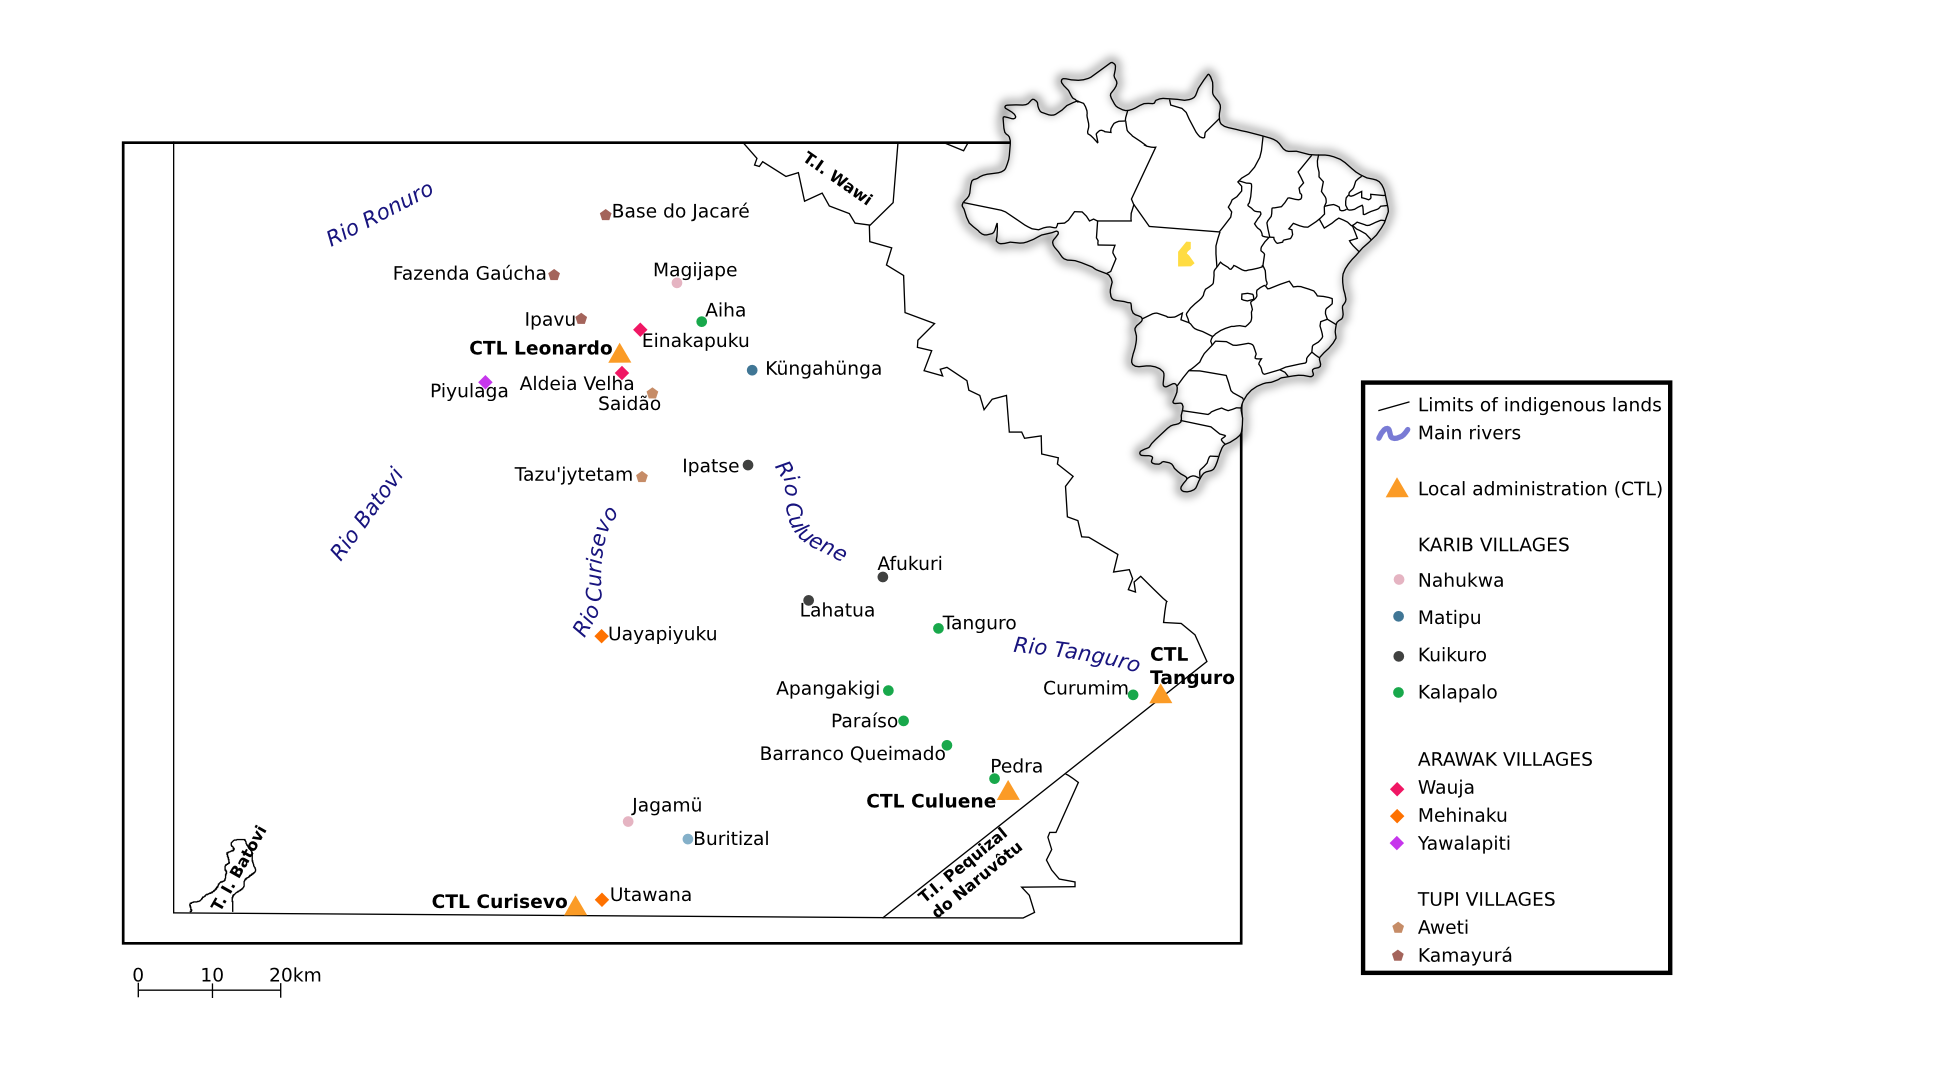 T.I. Wawi
Rio Ronuro
Base do Jacaré
Fazenda Gaúcha
Magijape
Aiha
Ipavu
Einakapuku
CTL Leonardo
Küngahünga
Aldeia Velha
Piyulaga
Saidão
Ipatse
Tazu'jytetam
Rio Batovi
Rio Culuene
Rio Curisevo
Afukuri
Lahatua
Tanguro
Uayapiyuku
Rio Tanguro
CTL
Tanguro
Apangakigi
Curumim
Paraíso
Barranco Queimado
Pedra
CTL Culuene
Jagamü
Buritizal
T. I. Batovi
T.I. Pequizal
do Naruvôtu
CTL Curisevo
Utawana
0 10 20km
Limits of indigenous lands
Main rivers
Local administration (CTL)
KARIB VILLAGES
Nahukwa
Matipu
Kuikuro
Kalapalo
ARAWAK VILLAGES
Wauja
Mehinaku
Yawalapiti
TUPI VILLAGES
Aweti
Kamayurá